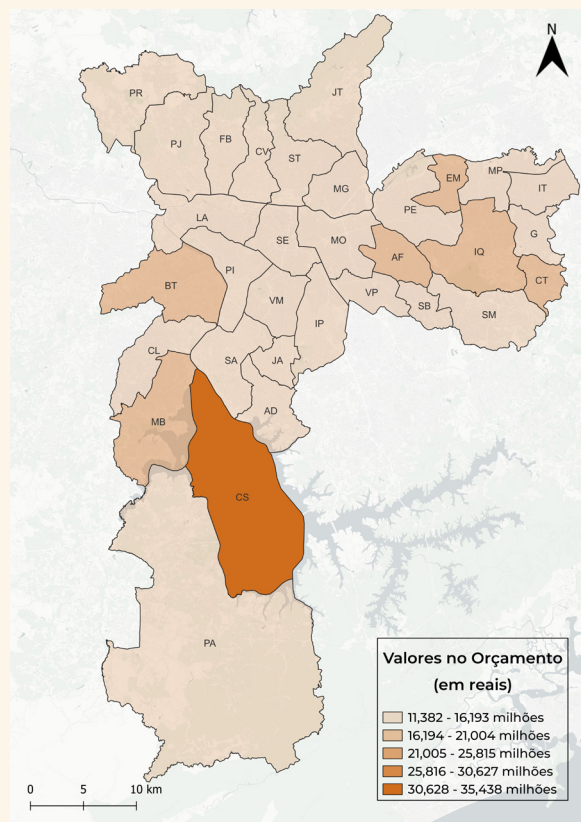 N
JT
PR
PJ
FB
CV
ST
MG
EM
MP
IT
PE
LA
SE
MO
G
AF
IQ
BT
PI
CT
VM
VP
SB
SM
IP
CL
SA
JA
AD
MB
CS
PA
Valores no Orçamento
(em reais)
11,382 - 16,193 milhões
16,194 - 21,004 milhões
21,005 - 25,815 milhões
25,816 - 30,627 milhões
30,628 - 35,438 milhões
0 5 10 km